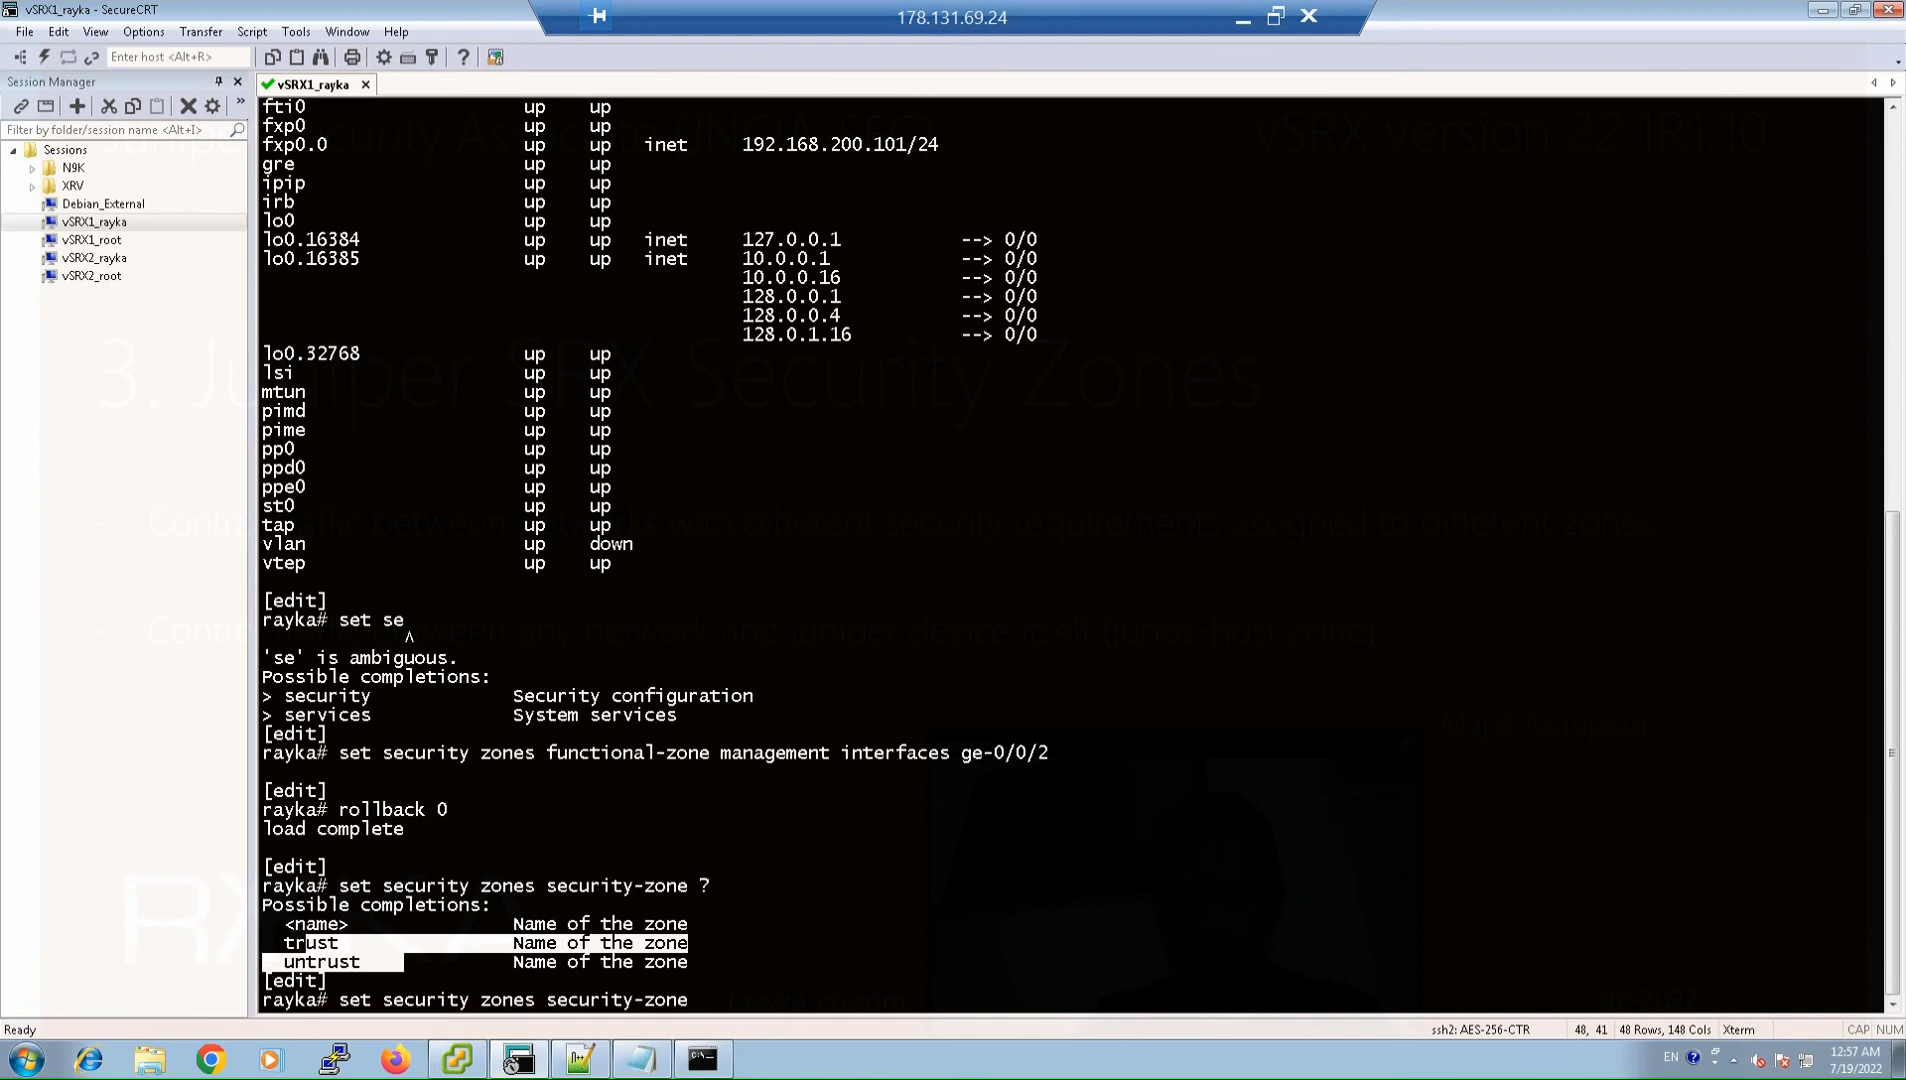 vSRX1_rayka - SecureCRT
178.131.69.24
File Edit View Options Transfer Script Tools Window Help
Enter host <Alt+R>
Session Manager
vSRX1_rayka
Filter by folder/session name <Alt+I>
Sessions
N9K
XRV
Debian_External
vSRX1_rayka
vSRX1_root
vSRX2_rayka
vSRX2_root
fti0 up up
fxp0 up up
fxp0.0 up up inet 192.168.200.101/24
gre up up
ipip up up
irb up up
lo0 up up
lo0.16384 up up inet 127.0.0.1 --> 0/0
lo0.16385 up up inet 10.0.0.1 --> 0/0
10.0.0.16 --> 0/0
128.0.0.1 --> 0/0
128.0.0.4 --> 0/0
128.0.1.16 --> 0/0
lo0.32768 up up
lsi up up
mtun up up
pimd up up
pime up up
pp0 up up
ppd0 up up
ppe0 up up
st0 up up
tap up up
vlan up down
vtep up up
[edit]
rayka# set se
^
'se' is ambiguous.
Possible completions:
> security Security configuration
> services System services
[edit]
rayka# set security zones functional-zone management interfaces ge-0/0/2
[edit]
rayka# rollback 0
load complete
[edit]
rayka# set security zones security-zone ?
Possible completions:
<name> Name of the zone
trust Name of the zone
untrust Name of the zone
[edit]
rayka# set security zones security-zone
vSRX version 22.1R1.10
3. Juniper SRX Security Zones
Majid Asadpoor
Ready
ssh2: AES-256-CTR 48, 41 48 Rows, 148 Cols Xterm CAP NUM
EN
12:57 AM
7/19/2022